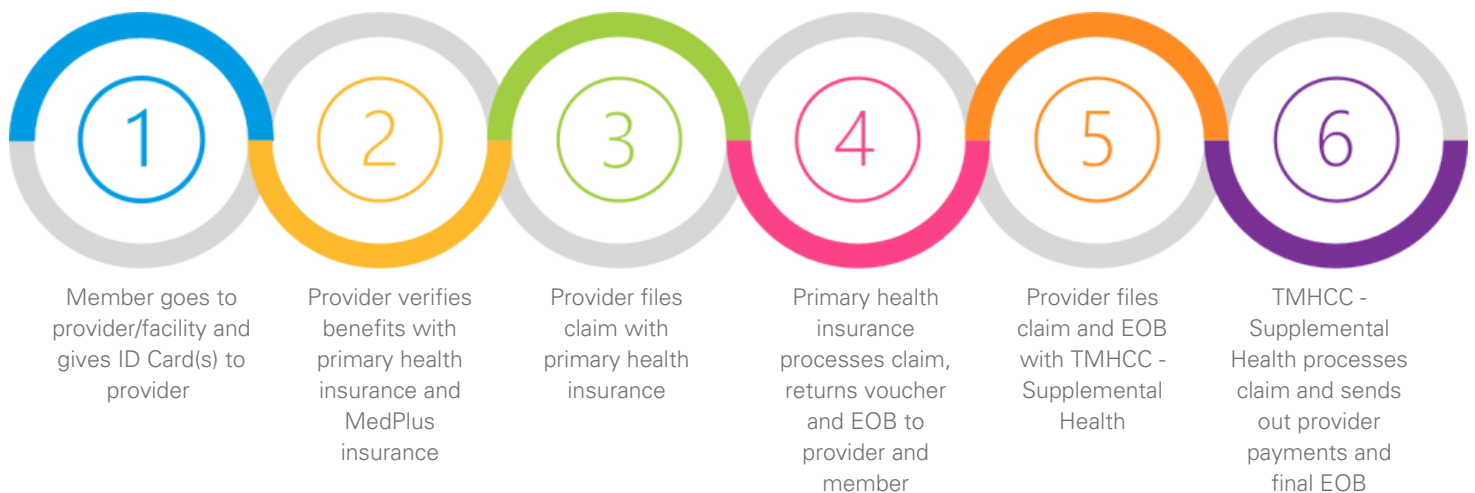 1
Member goes to
provider/facility and
gives ID Card(s) to
provider
2
Provider verifies
benefits with
primary health
insurance and
MedPlus
insurance
3
Provider files
claim with
primary health
insurance
4
Primary health
insurance
processes claim,
returns voucher
and EOB to
provider and
member
5
Provider files
claim and EOB
with TMHCC -
Supplemental
Health
6
TMHCC -
Supplemental
Health processes
claim and sends
out provider
payments and
final EOB